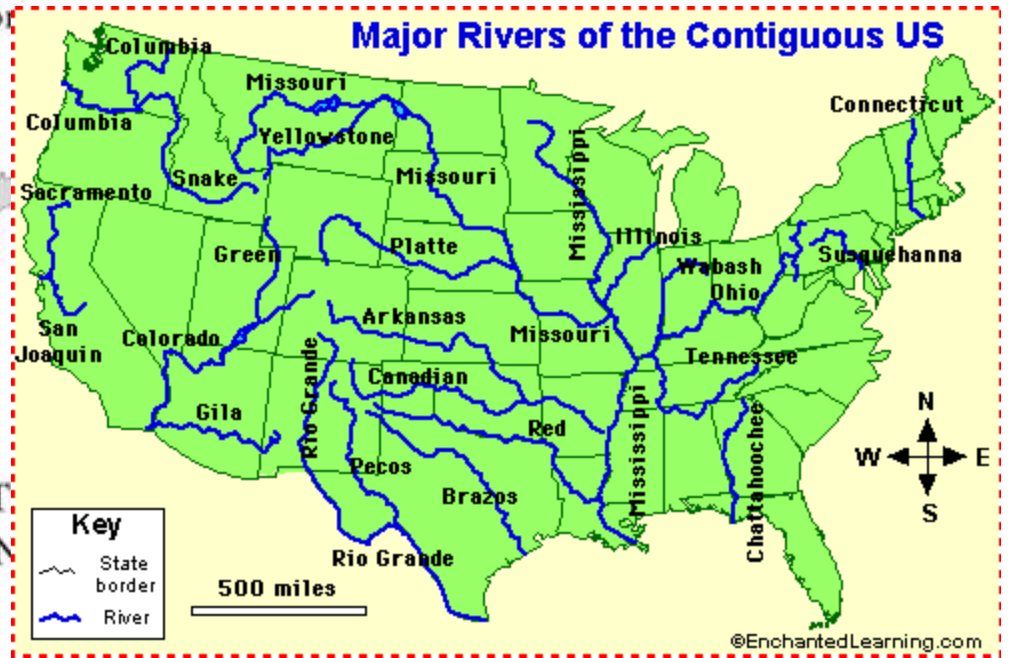 Major Rivers of the Contiguous US
Columbia
Missouri
Connecticut
Columbia
Yellowstone
Mississippi
Snake
Missouri
Sacramento
Illinois
Green
Platte
Susquehanna
Wabash
Ohio
San
Joaquin
Colorado
Arkansas
Missouri
Tennessee
Rio Grande
Canadian
Gila
Red
Mississippi
Chattahoochee
Pecos
Brazos
Rio Grande
N
W
E
S
Key
State
border
River
500 miles
©EnchantedLearning.com